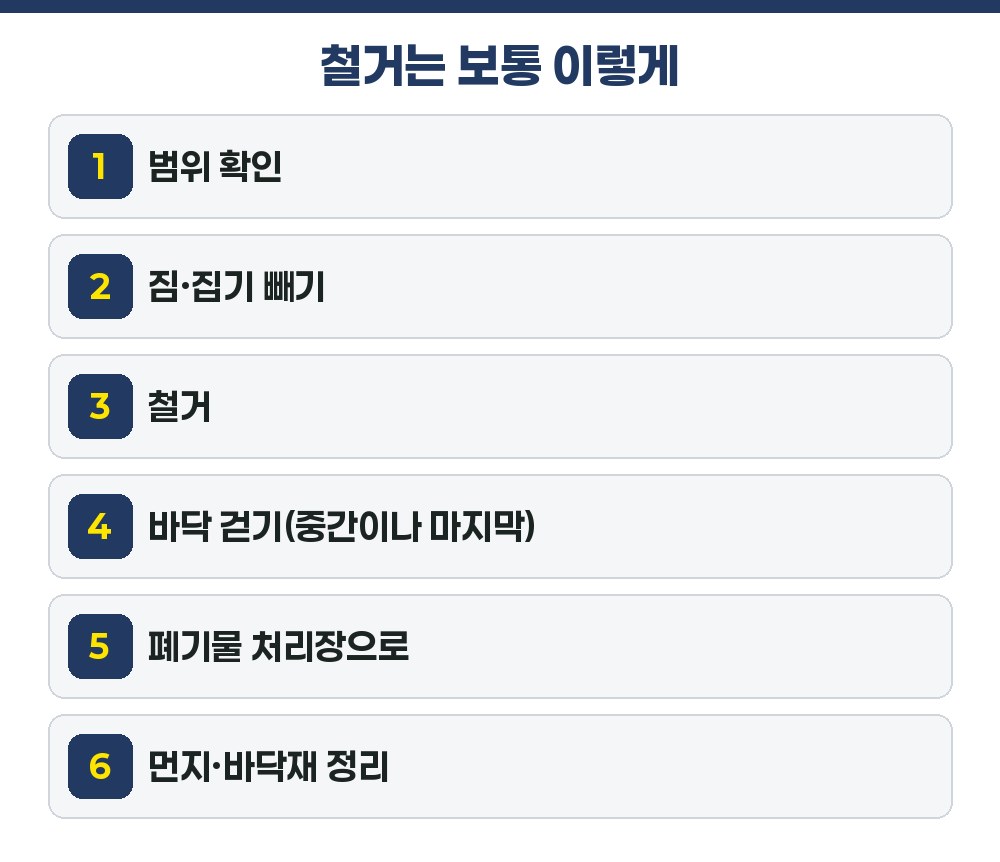 철거는 보통 이렇게
1 범위 확인
2 짐·집기 빼기
3 철거
4 바닥 걷기(중간이나 마지막)
5 폐기물 처리장으로
6 먼지·바닥재 정리